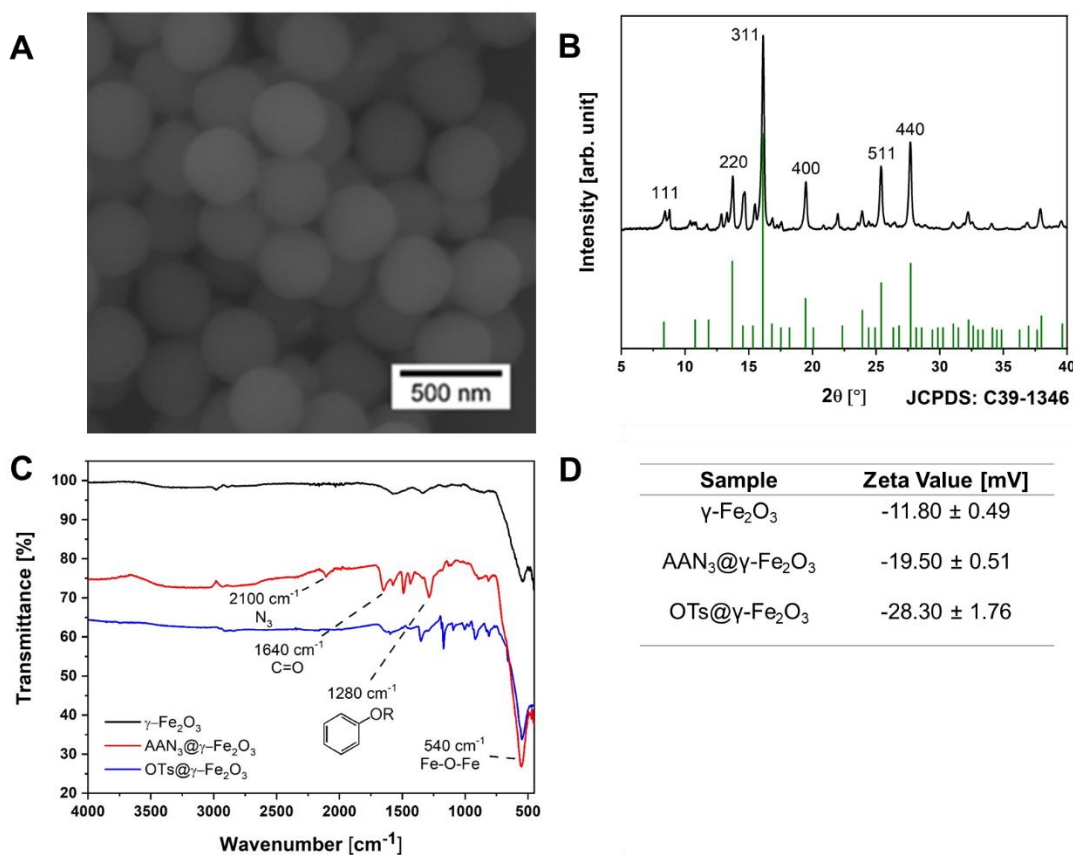 A
500 nm
B
Intensity [arb. unit]
111
220
311
400
511
440
5 10 15 20 25 30 35 40
2θ [°]
JCPDS: C39-1346
C
Transmittance [%]
100
90
80
70
60
50
40
30
20
2100 cm⁻¹
N₃
1640 cm⁻¹
C=O
1280 cm⁻¹
OR
540 cm⁻¹
Fe-O-Fe
γ–Fe₂O₃
AAN₃@γ–Fe₂O₃
OTs@γ–Fe₂O₃
4000 3500 3000 2500 2000 1500 1000 500
Wavenumber [cm⁻¹]
D
Sample Zeta Value [mV]
γ-Fe₂O₃ -11.80 ± 0.49
AAN₃@γ-Fe₂O₃ -19.50 ± 0.51
OTs@γ-Fe₂O₃ -28.30 ± 1.76